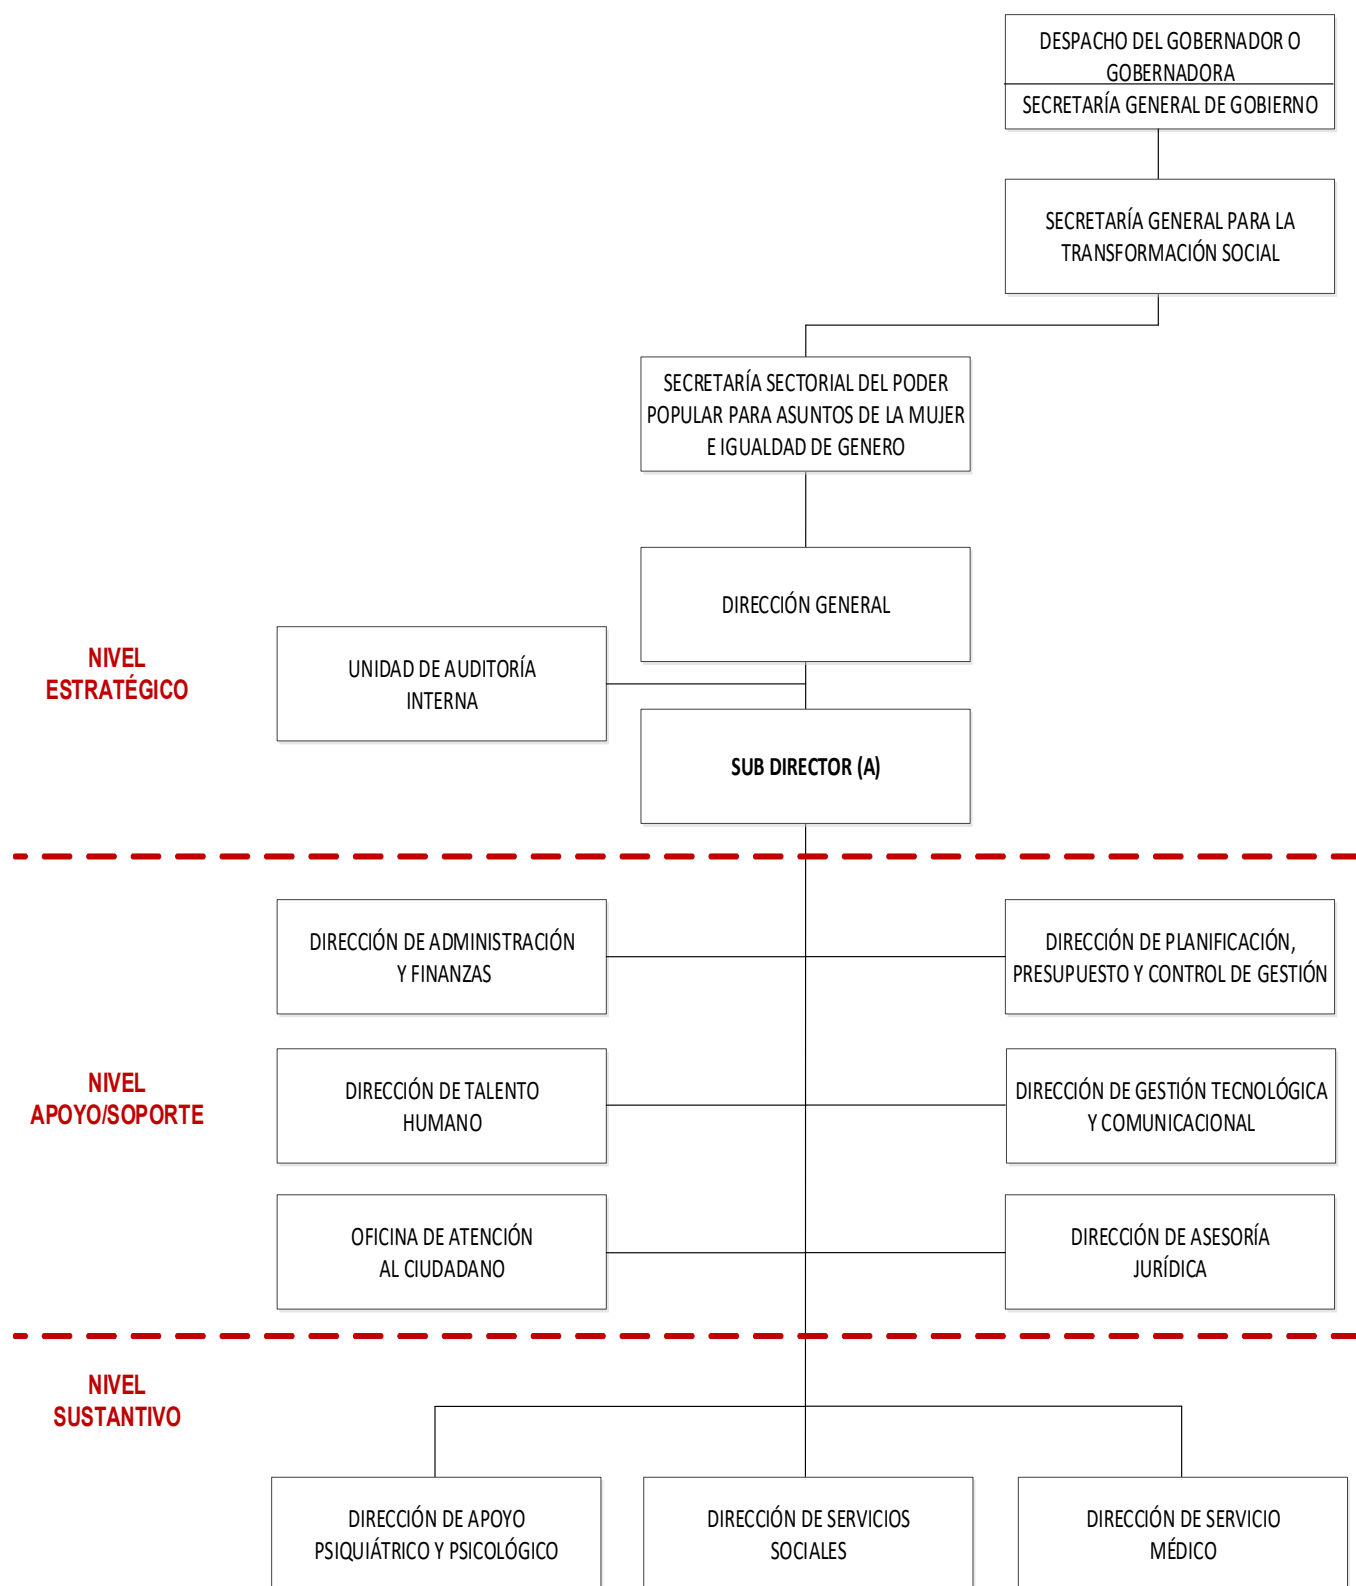 DESPACHO DEL GOBERNADOR O
GOBERNADORA
SECRETARÍA GENERAL DE GOBIERNO
SECRETARÍA GENERAL PARA LA
TRANSFORMACIÓN SOCIAL
SECRETARÍA SECTORIAL DEL PODER
POPULAR PARA ASUNTOS DE LA MUJER
E IGUALDAD DE GENERO
DIRECCIÓN GENERAL
NIVEL
ESTRATÉGICO
UNIDAD DE AUDITORÍA
INTERNA
SUB DIRECTOR (A)
DIRECCIÓN DE ADMINISTRACIÓN
Y FINANZAS
DIRECCIÓN DE PLANIFICACIÓN,
PRESUPUESTO Y CONTROL DE GESTIÓN
NIVEL
APOYO/SOPORTE
DIRECCIÓN DE TALENTO
HUMANO
DIRECCIÓN DE GESTIÓN TECNOLÓGICA
Y COMUNICACIONAL
OFICINA DE ATENCIÓN
AL CIUDADANO
DIRECCIÓN DE ASESORÍA
JURÍDICA
NIVEL
SUSTANTIVO
DIRECCIÓN DE APOYO
PSIQUIÁTRICO Y PSICOLÓGICO
DIRECCIÓN DE SERVICIOS
SOCIALES
DIRECCIÓN DE SERVICIO
MÉDICO